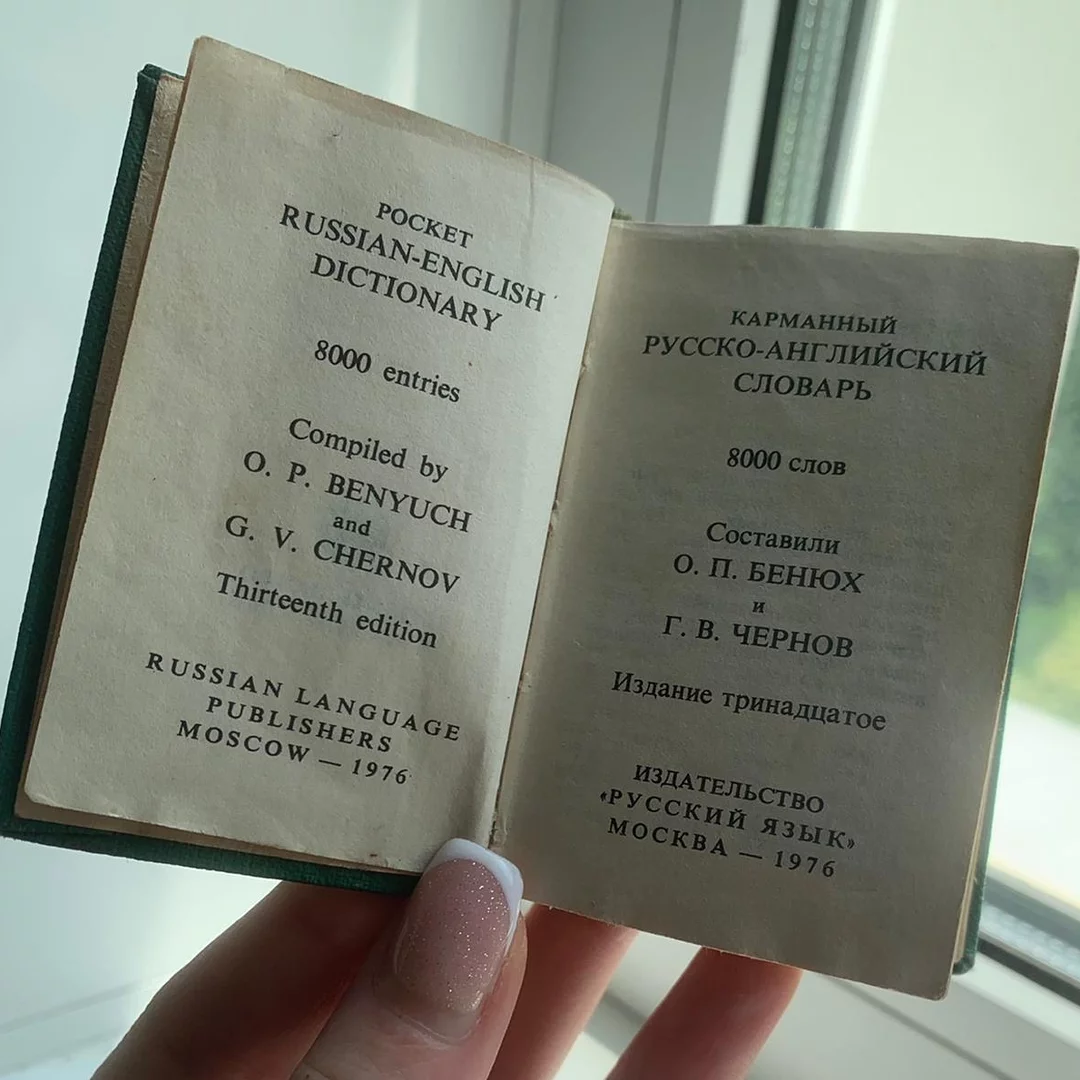 POCKET
RUSSIAN-ENGLISH
DICTIONARY
8000 entries
Compiled by
O. P. BENYUCH
and
G. V. CHERNOV
Thirteenth edition
RUSSIAN LANGUAGE
PUBLISHERS
MOSCOW — 1976
КАРМАННЫЙ
РУССКО-АНГЛИЙСКИЙ
СЛОВАРЬ
8000 слов
Составили
О. П. БЕНЮХ
и
Г. В. ЧЕРНОВ
Издание тринадцатое
ИЗДАТЕЛЬСТВО
«РУССКИЙ ЯЗЫК»
МОСКВА — 1976